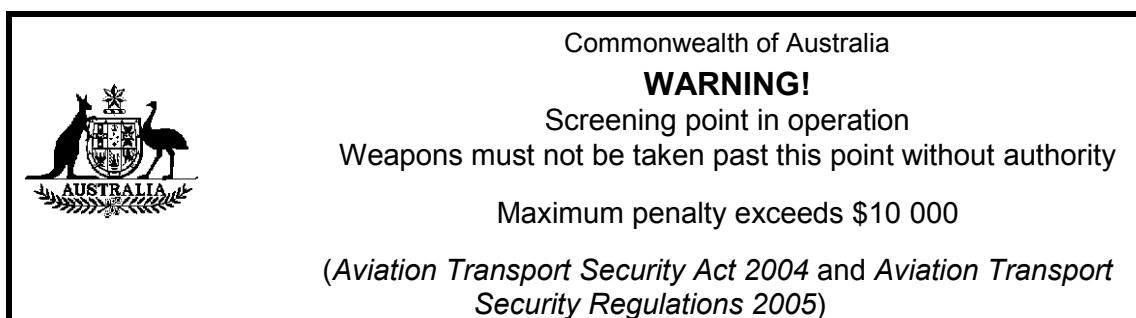 Commonwealth of Australia
WARNING!
Screening point in operation
Weapons must not be taken past this point without authority
AUSTRALIA
Maximum penalty exceeds $10 000
(Aviation Transport Security Act 2004 and Aviation Transport
Security Regulations 2005)